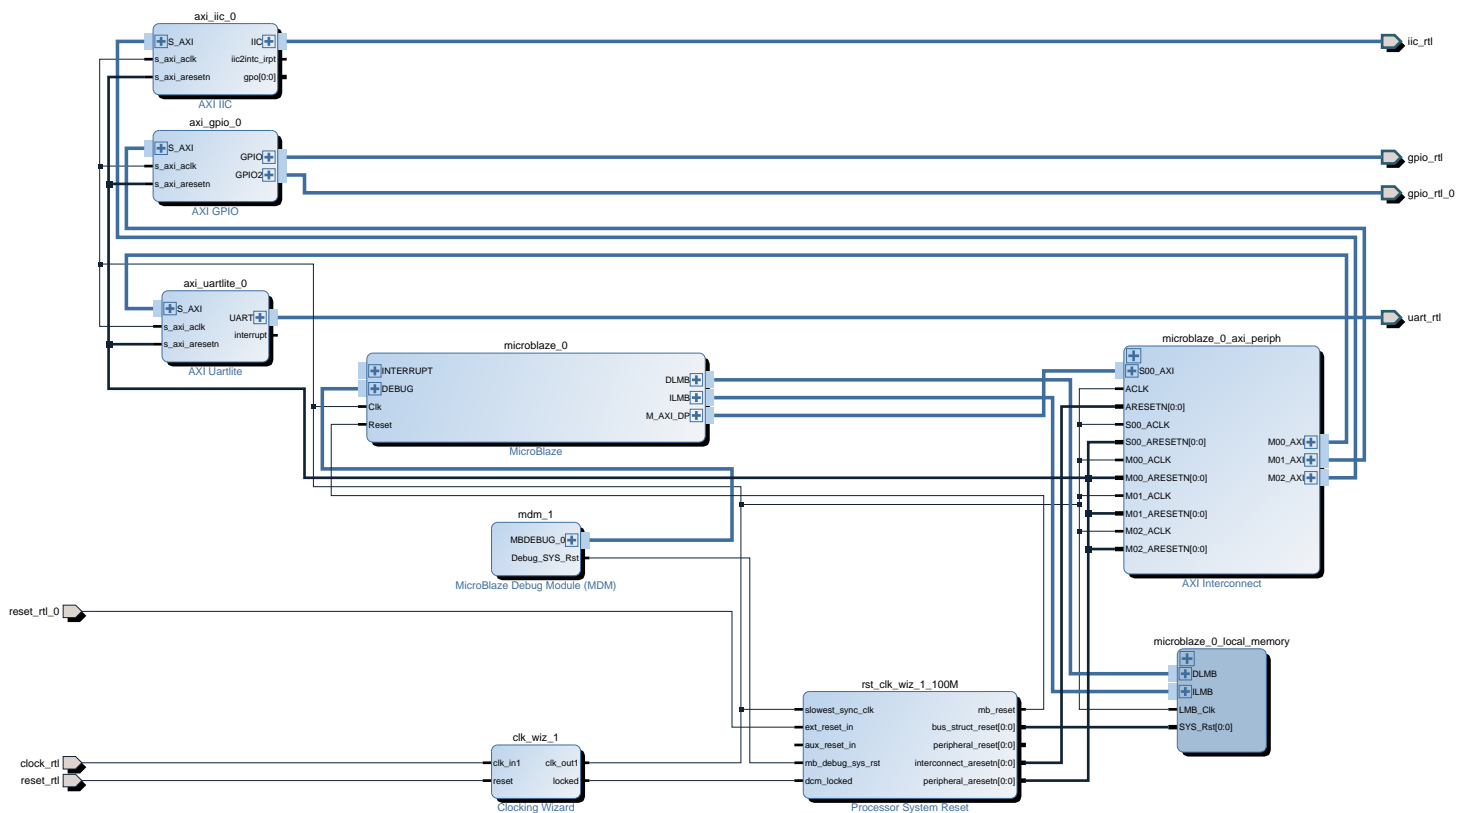 axi_iic_0
S_AXI
IIC
s_axi_aclk
iic2intc_irpt
s_axi_aresetn
gpo[0:0]
AXI IIC
iic_rtl
axi_gpio_0
S_AXI
GPIO
s_axi_aclk
GPIO2
s_axi_aresetn
AXI GPIO
gpio_rtl
gpio_rtl_0
axi_uartlite_0
S_AXI
UART
s_axi_aclk
interrupt
s_axi_aresetn
AXI Uartlite
uart_rtl
microblaze_0
INTERRUPT
DLMB
DEBUG
ILMB
Clk
M_AXI_DP
Reset
MicroBlaze
microblaze_0_axi_periph
S00_AXI
ACLK
ARESETN[0:0]
S00_ACLK
S00_ARESETN[0:0]
M00_AXI
M00_ACLK
M01_AXI
M00_ARESETN[0:0]
M02_AXI
M01_ACLK
M01_ARESETN[0:0]
M02_ACLK
M02_ARESETN[0:0]
AXI Interconnect
mdm_1
MBDEBUG_0
Debug_SYS_Rst
MicroBlaze Debug Module (MDM)
reset_rtl_0
microblaze_0_local_memory
DLMB
ILMB
LMB_Clk
SYS_Rst[0:0]
rst_clk_wiz_1_100M
slowest_sync_clk
mb_reset
ext_reset_in
bus_struct_reset[0:0]
aux_reset_in
peripheral_reset[0:0]
mb_debug_sys_rst
interconnect_aresetn[0:0]
dcm_locked
peripheral_aresetn[0:0]
Processor System Reset
clk_wiz_1
clk_in1
clk_out1
reset
locked
Clocking Wizard
clock_rtl
reset_rtl